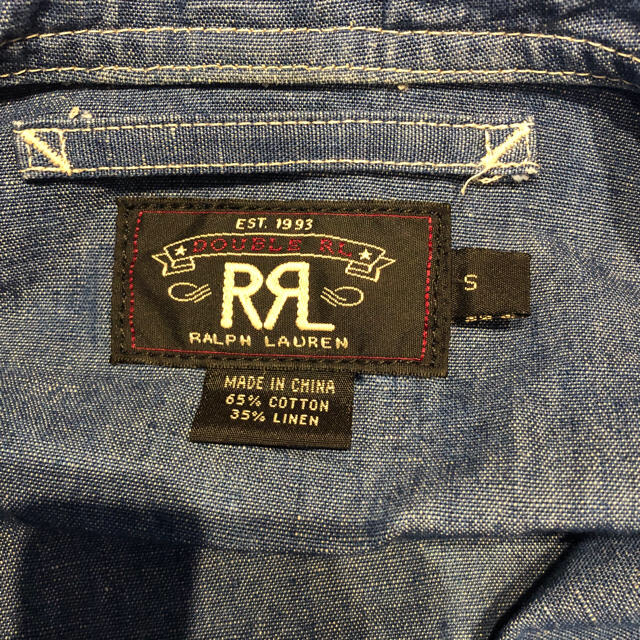 EST. 1993
DOUBLE RL
RRL
RALPH LAUREN
S
MADE IN CHINA
65% COTTON
35% LINEN